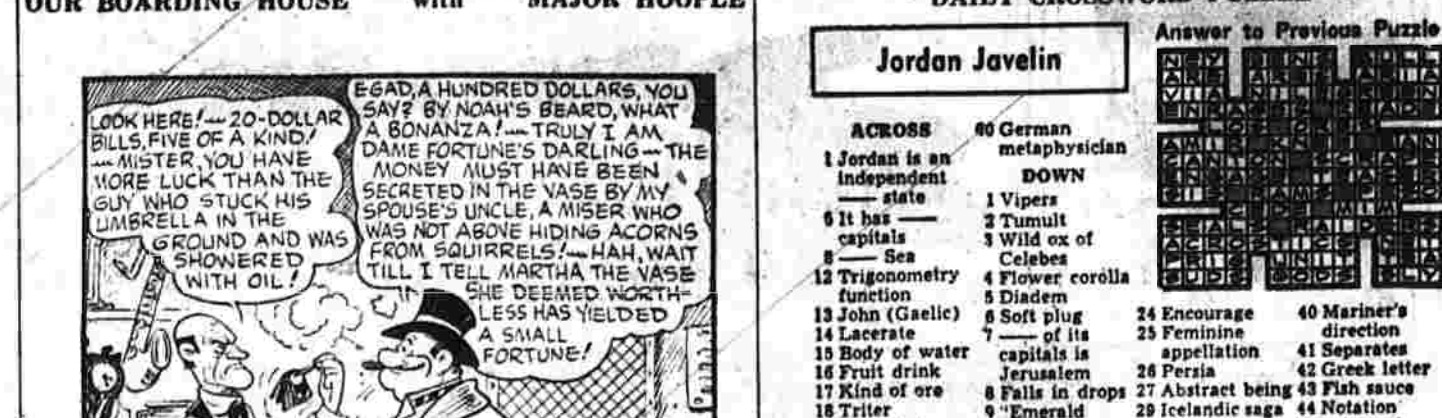 OUR BOARDING HOUSE with MAJOR HOOPLE
LOOK HERE!—20-DOLLAR
BILLS, FIVE OF A KIND!
—MISTER, YOU HAVE
MORE LUCK THAN THE
GUY WHO STUCK HIS
UMBRELLA IN THE
GROUND AND WAS
SHOWERED
WITH OIL!
EGAD, A HUNDRED DOLLARS, YOU
SAY? BY NOAH'S BEARD, WHAT
A BONANZA!—TRULY I AM
DAME FORTUNE'S DARLING—THE
MONEY MUST HAVE BEEN
SECRETED IN THE VASE BY MY
SPOUSE'S UNCLE, A MISER WHO
WAS NOT ABOVE HIDING ACORNS
FROM SQUIRRELS!—HAH, WAIT
TILL I TELL MARTHA THE VASE
SHE DEEMED WORTH-
LESS HAS YIELDED
A SMALL
FORTUNE!
DAILY CROSSWORD PUZZLE
Jordan Javelin
Answer to Previous Puzzle
ACROSS
1 Jordan is an
independent
—— state
6 It has ——
capitals
8 —— Sea
12 Trigonometry
function
13 John (Gaelic)
14 Lacerate
15 Body of water
16 Fruit drink
17 Kind of ore
18 Triter
60 German
metaphysician
DOWN
1 Vipers
2 Tumult
3 Wild ox of
Celebes
4 Flower corolla
5 Diadem
6 Soft plug
7 —— of its
capitals is
Jerusalem
8 Falls in drops
9 "Emerald
24 Encourage
25 Feminine
appellation
26 Persia
27 Abstract being
29 Icelandic saga
40 Mariner's
direction
41 Separates
42 Greek letter
43 Fish sauce
44 Notation